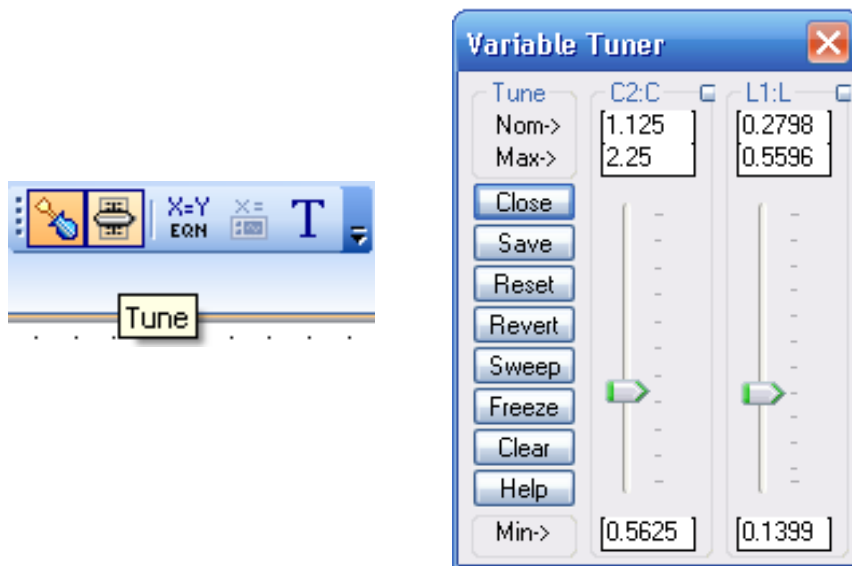 X=Y
EQN
X=
T
Tune
Variable Tuner
Tune
C2:C
L1:L
Nom->
1.125
0.2798
Max->
2.25
0.5596
Close
Save
Reset
Revert
Sweep
Freeze
Clear
Help
Min->
0.5625
0.1399